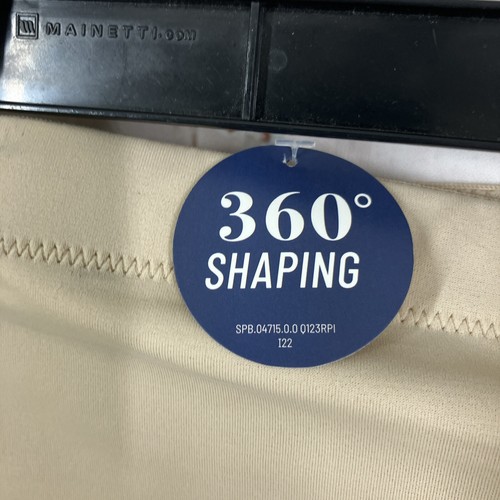 MAINETTI.COM
360°
SHAPING
SPB.04715.0.0 Q123RPI
I22